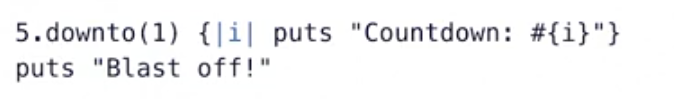 5.downto(1) {|i| puts "Countdown: #{i}"}
puts "Blast off!"